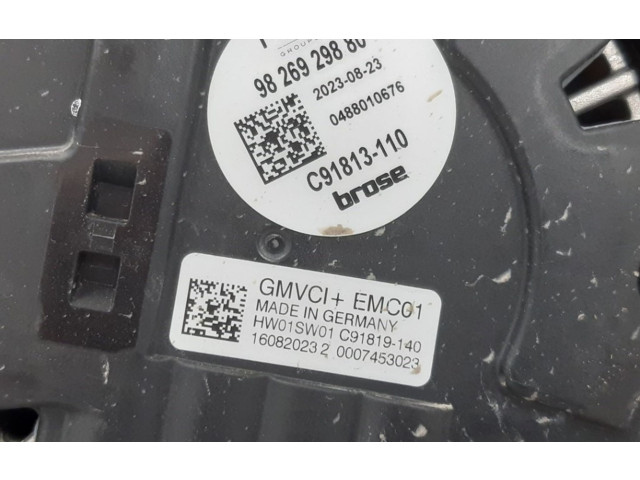 GROUP
98 269 298 80
2023-08-23
0488010676
C91813-110
brose
GMVCI+ EMC01
MADE IN GERMANY
HW01SW01 C91819-140
16082023 2 0007453023